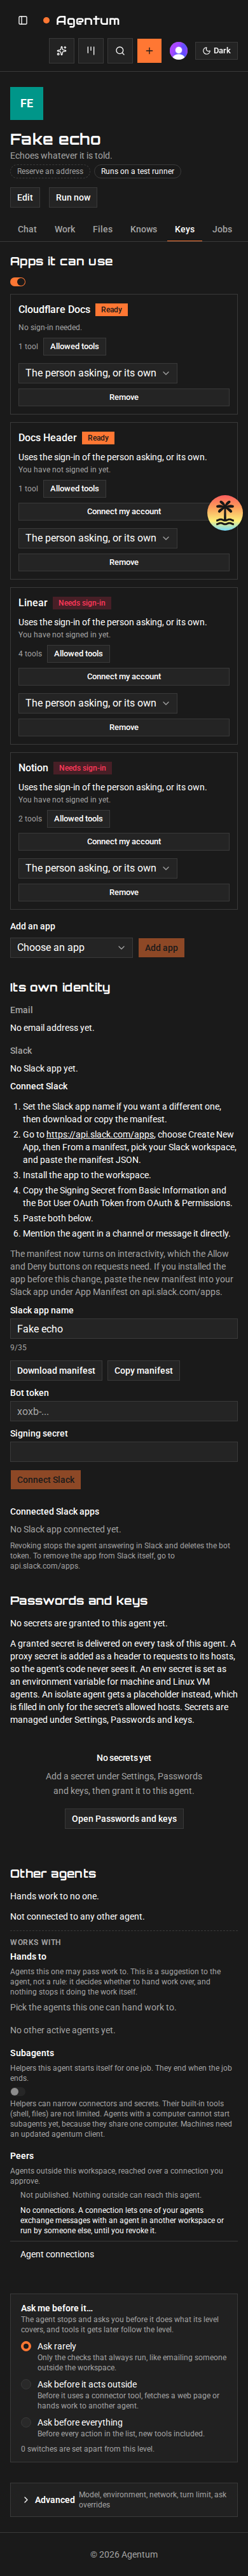 Agentum
Dark
FE
Fake echo
Echoes whatever it is told.
Reserve an address
Runs on a test runner
Edit
Run now
Chat
Work
Files
Knows
Keys
Jobs
Apps it can use
Cloudflare Docs
Ready
No sign-in needed.
1 tool
Allowed tools
The person asking, or its own
Remove
Docs Header
Ready
Uses the sign-in of the person asking, or its own.
You have not signed in yet.
1 tool
Allowed tools
Connect my account
The person asking, or its own
Remove
Linear
Needs sign-in
Uses the sign-in of the person asking, or its own.
You have not signed in yet.
4 tools
Allowed tools
Connect my account
The person asking, or its own
Remove
Notion
Needs sign-in
Uses the sign-in of the person asking, or its own.
You have not signed in yet.
2 tools
Allowed tools
Connect my account
The person asking, or its own
Remove
Add an app
Choose an app
Add app
Its own identity
Email
No email address yet.
Slack
No Slack app yet.
Connect Slack
1. Set the Slack app name if you want a different one,
then download or copy the manifest.
2. Go to https://api.slack.com/apps, choose Create New
App, then From a manifest, pick your Slack workspace,
and paste the manifest JSON.
3. Install the app to the workspace.
4. Copy the Signing Secret from Basic Information and
the Bot User OAuth Token from OAuth & Permissions.
5. Paste both below.
6. Mention the agent in a channel or message it directly.
The manifest now turns on interactivity, which the Allow
and Deny buttons on requests need. If you installed the
app before this change, paste the new manifest into your
Slack app under App Manifest on api.slack.com/apps.
Slack app name
Fake echo
9/35
Download manifest
Copy manifest
Bot token
xoxb-...
Signing secret
Connect Slack
Connected Slack apps
No Slack app connected yet.
Revoking stops the agent answering in Slack and deletes the bot
token. To remove the app from Slack itself, go to
api.slack.com/apps.
Passwords and keys
No secrets are granted to this agent yet.
A granted secret is delivered on every task of this agent. A
proxy secret is added as a header to requests to its hosts,
so the agent's code never sees it. An env secret is set as
an environment variable for machine and Linux VM
agents. An isolate agent gets a placeholder instead, which
is filled in only for the secret's allowed hosts. Secrets are
managed under Settings, Passwords and keys.
No secrets yet
Add a secret under Settings, Passwords
and keys, then grant it to this agent.
Open Passwords and keys
Other agents
Hands work to no one.
Not connected to any other agent.
WORKS WITH
Hands to
Agents this one may pass work to. This is a suggestion to the
agent, not a rule: it decides whether to hand work over, and
nothing stops it doing the work itself.
Pick the agents this one can hand work to.
No other active agents yet.
Subagents
Helpers this agent starts itself for one job. They end when the job
ends.
Helpers can narrow connectors and secrets. Their built-in tools
(shell, files) are not limited. Agents with a computer cannot start
subagents yet, because they share one computer. Machines need
an updated agentum client.
Peers
Agents outside this workspace, reached over a connection you
approve.
Not published. Nothing outside can reach this agent.
No connections. A connection lets one of your agents
exchange messages with an agent in another workspace or
run by someone else, until you revoke it.
Agent connections
Ask me before it…
The agent stops and asks you before it does what its level
covers, and tools it gets later follow the level.
Ask rarely
Only the checks that always run, like emailing someone
outside the workspace.
Ask before it acts outside
Before it uses a connector tool, fetches a web page or
hands work to another agent.
Ask before everything
Before every action in the list, new tools included.
0 switches are set apart from this level.
Advanced
Model, environment, network, turn limit, ask
overrides
© 2026 Agentum